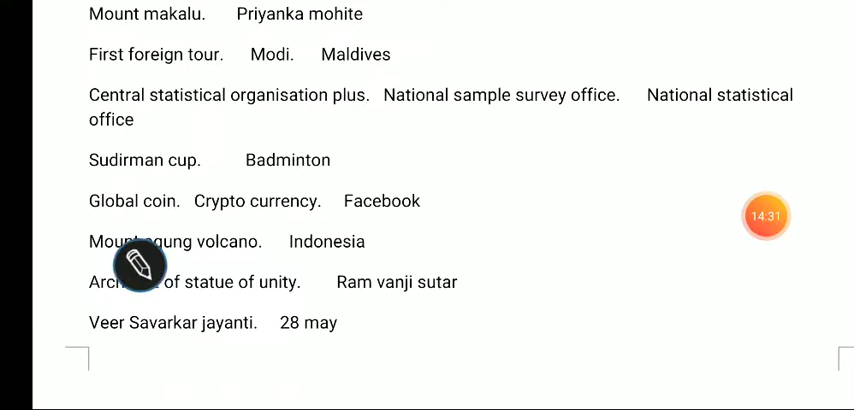 Mount makalu. Priyanka mohite
First foreign tour. Modi. Maldives
Central statistical organisation plus. National sample survey office. National statistical
office
Sudirman cup. Badminton
Global coin. Crypto currency. Facebook
14:31
volcano. Indonesia
of statue of unity. Ram vanji sutar
Veer Savarkar jayanti. 28 may